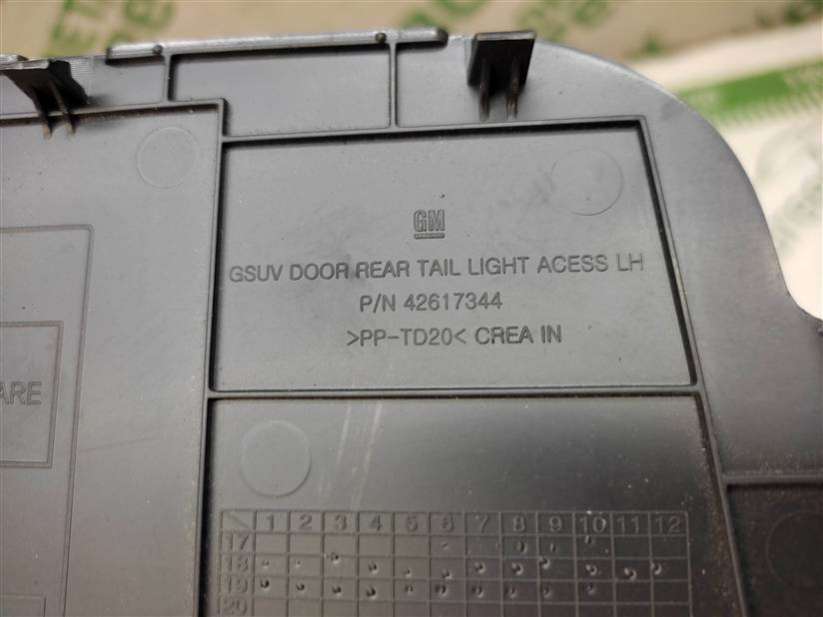 GM
GSUV DOOR REAR TAIL LIGHT ACESS LH
P/N 42617344
>PP-TD20< CREA IN
ARE
1 2 3 4 5 6 7 8 9 10 11 12
17
18
19
20